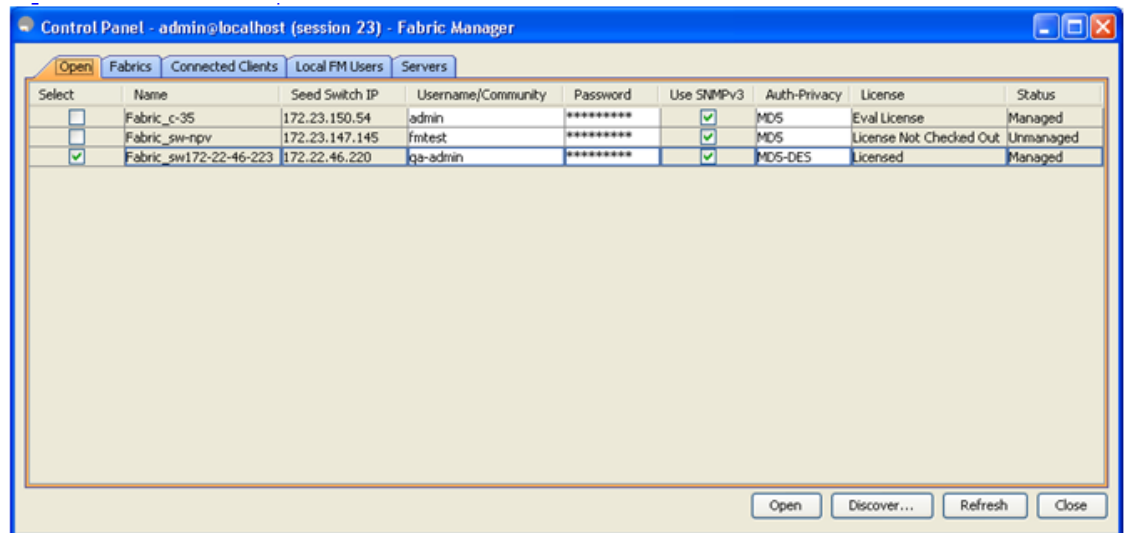 Control Panel - admin@localhost (session 23) - Fabric Manager
Open Fabrics Connected Clients Local FM Users Servers
Select Name Seed Switch IP Username/Community Password Use SNMPv3 Auth-Privacy License Status
Fabric_c-35 172.23.150.54 admin ********* MD5 Eval License Managed
Fabric_sw-npv 172.23.147.145 fmtest ********* MD5 License Not Checked Out Unmanaged
Fabric_sw172-22-46-223 172.22.46.220 qa-admin ********* MD5-DES Licensed Managed
Open Discover... Refresh Close